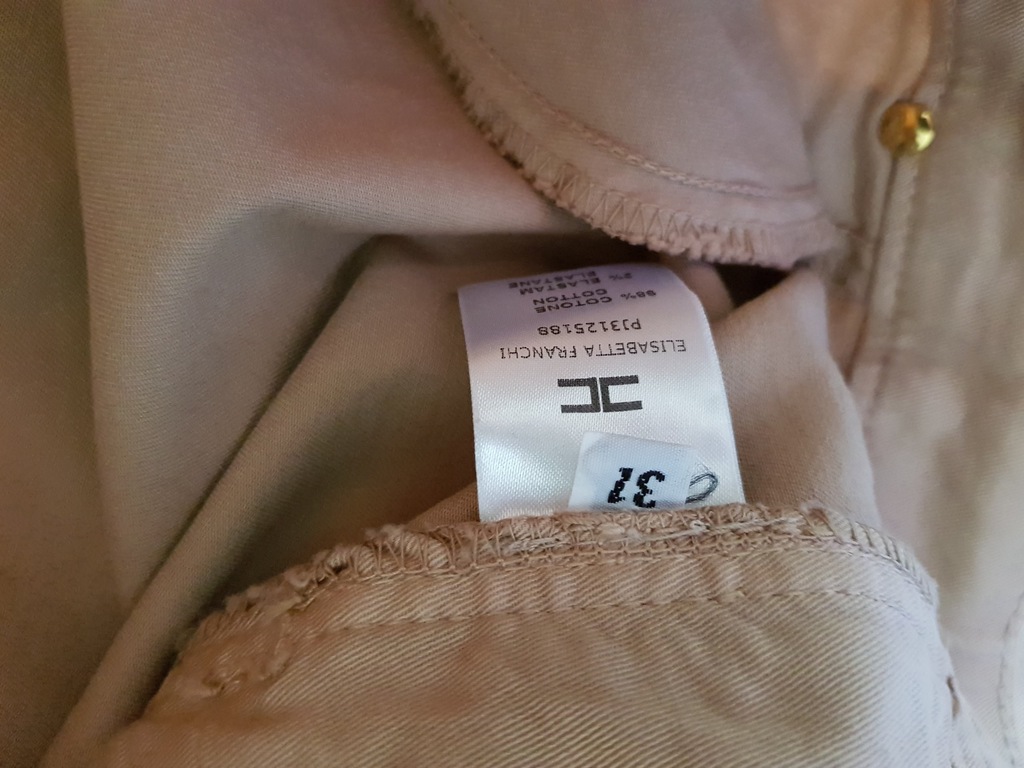 31
ELISABETTA FRANCHI
PJ3125188
98% COTONE
COTTON
2% ELASTAM
ELASTANE